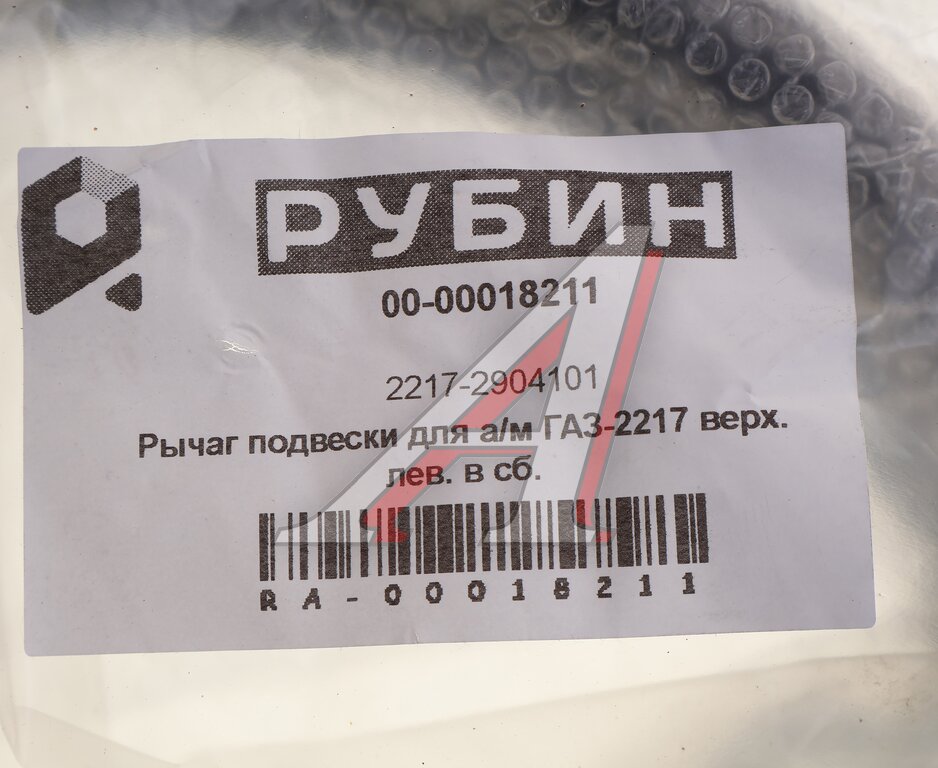 РУБИН
00-00018211
2217-2904101
Рычаг подвески для а/м ГАЗ-2217 верх.
лев. в сб.
RA-00018211